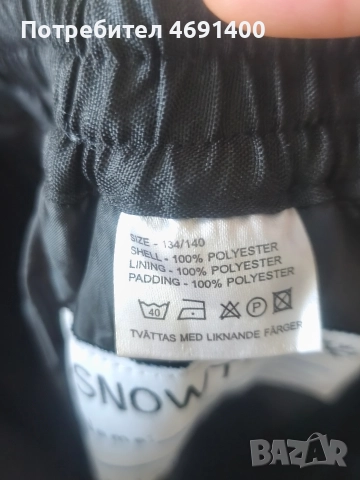 Потребител 4691400
SIZE - 134/140
SHELL - 100% POLYESTER
LINING - 100% POLYESTER
PADDING - 100% POLYESTER
40 P
TVÄTTAS MED LIKNANDE FÄRGER
SNOW
BAZAR